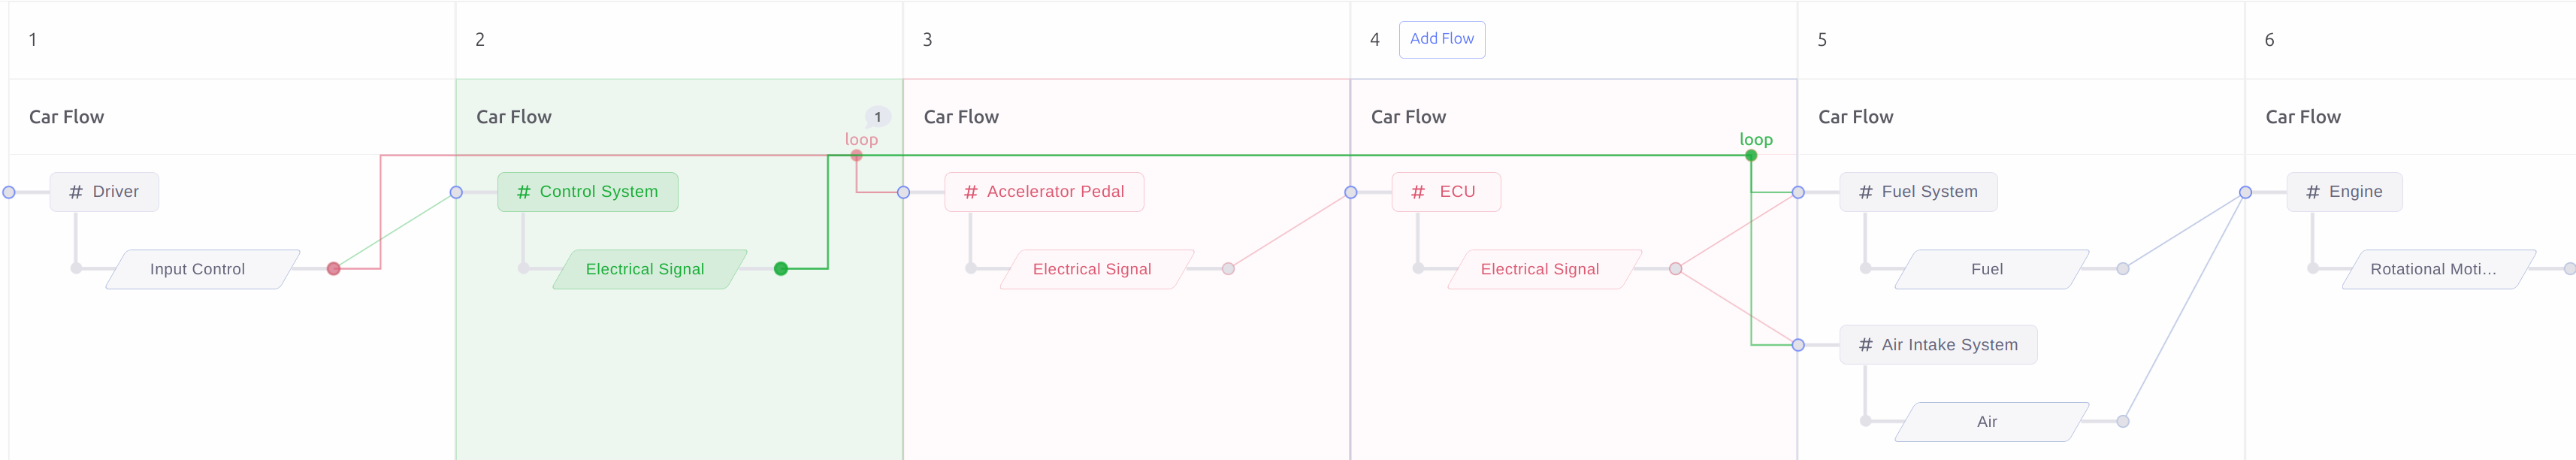 1
2
3
4 Add Flow
5
6
Car Flow
Car Flow 1
Car Flow
Car Flow
Car Flow
Car Flow
loop
loop
# Driver
# Control System
# Accelerator Pedal
# ECU
# Fuel System
# Engine
Input Control
Electrical Signal
Electrical Signal
Electrical Signal
Fuel
Rotational Moti...
# Air Intake System
Air